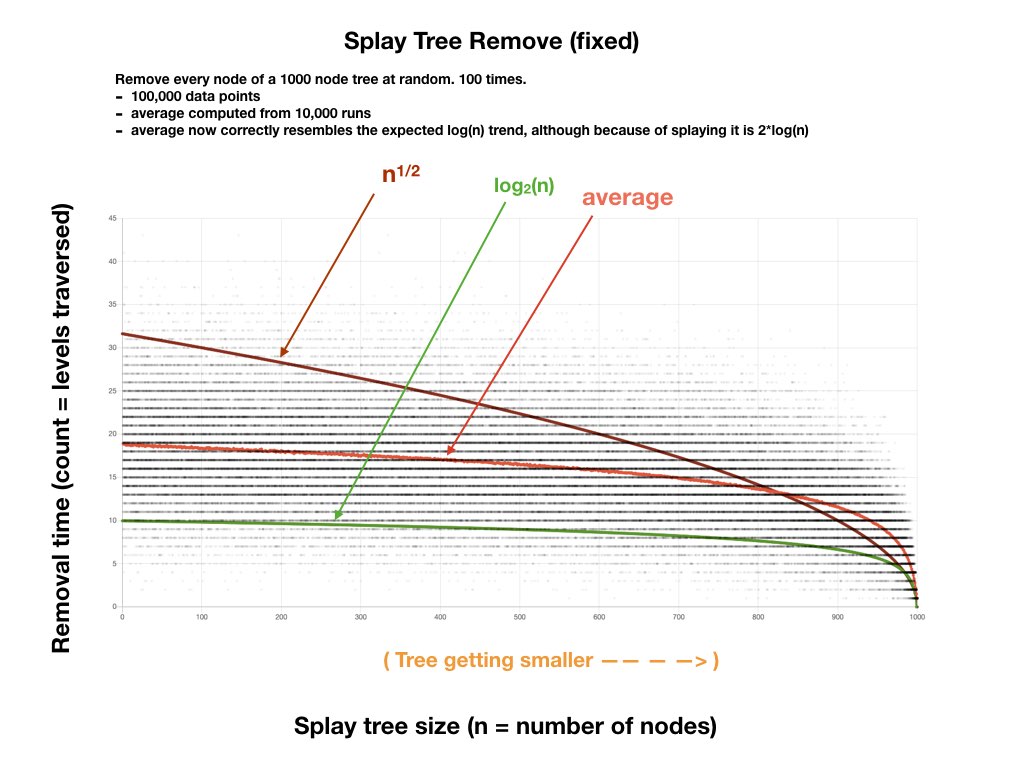 Splay Tree Remove (fixed)
Remove every node of a 1000 node tree at random. 100 times.
- 100,000 data points
- average computed from 10,000 runs
- average now correctly resembles the expected log(n) trend, although because of splaying it is 2*log(n)
n^1/2
log₂(n)
average
Removal time (count = levels traversed)
45
40
35
30
25
20
15
10
5
0
0 100 200 300 400 500 600 700 800 900 1000
( Tree getting smaller —— — —> )
Splay tree size (n = number of nodes)